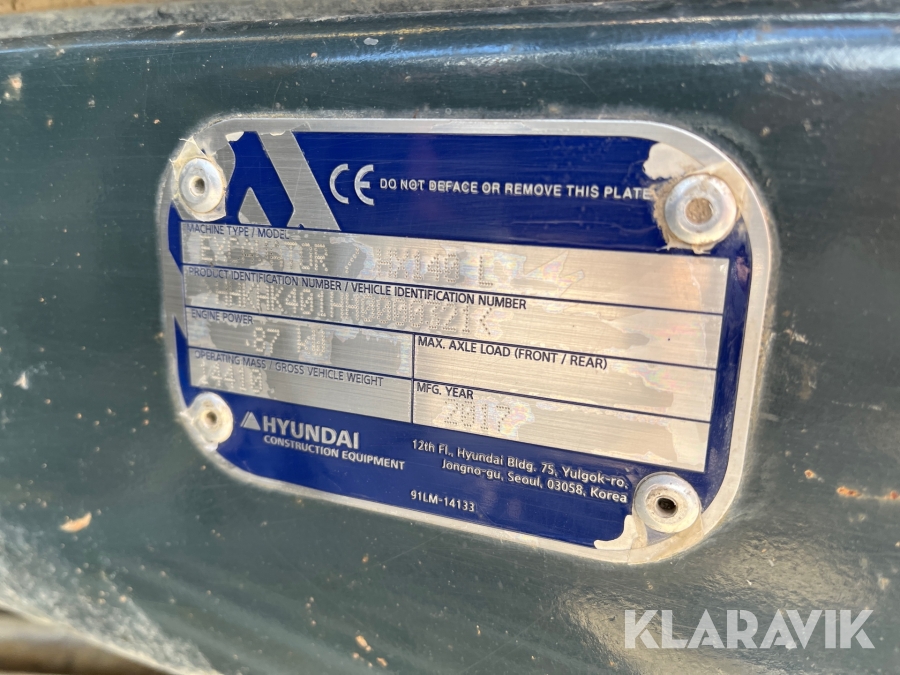 CE DO NOT DEFACE OR REMOVE THIS PLATE
MACHINE TYPE / MODEL
/ L
PRODUCT IDENTIFICATION NUMBER / VEHICLE IDENTIFICATION NUMBER
ENGINE POWER
87 kW
MAX. AXLE LOAD (FRONT / REAR)
OPERATING MASS / GROSS VEHICLE WEIGHT
14410
MFG. YEAR
2017
HYUNDAI
CONSTRUCTION EQUIPMENT
12th Fl., Hyundai Bldg. 75, Yulgok-ro,
Jongno-gu, Seoul, 03058, Korea
91LM-14133
KLARAVIK